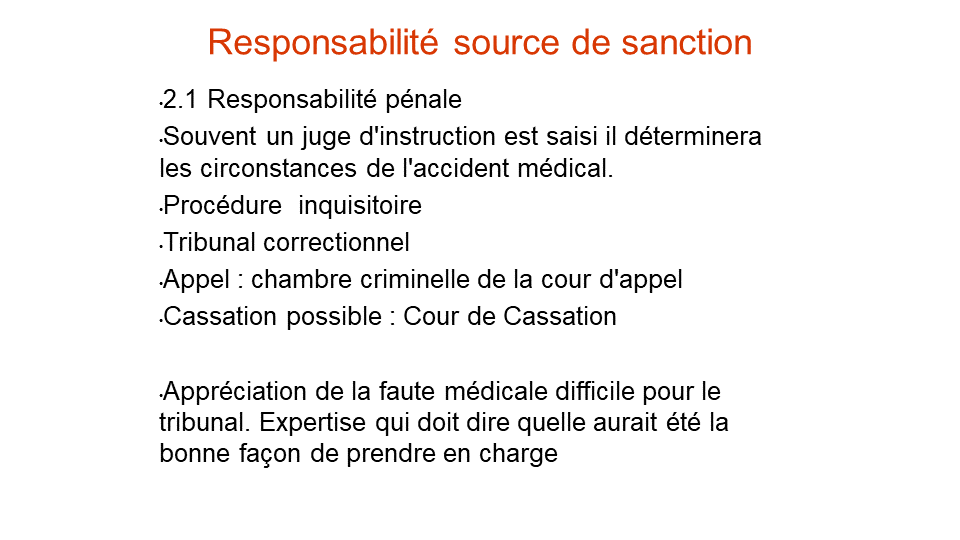 Responsabilité source de sanction
•2.1 Responsabilité pénale
•Souvent un juge d'instruction est saisi il déterminera
les circonstances de l'accident médical.
•Procédure  inquisitoire
•Tribunal correctionnel
•Appel : chambre criminelle de la cour d'appel
•Cassation possible : Cour de Cassation
•Appréciation de la faute médicale difficile pour le
tribunal. Expertise qui doit dire quelle aurait été la
bonne façon de prendre en charge